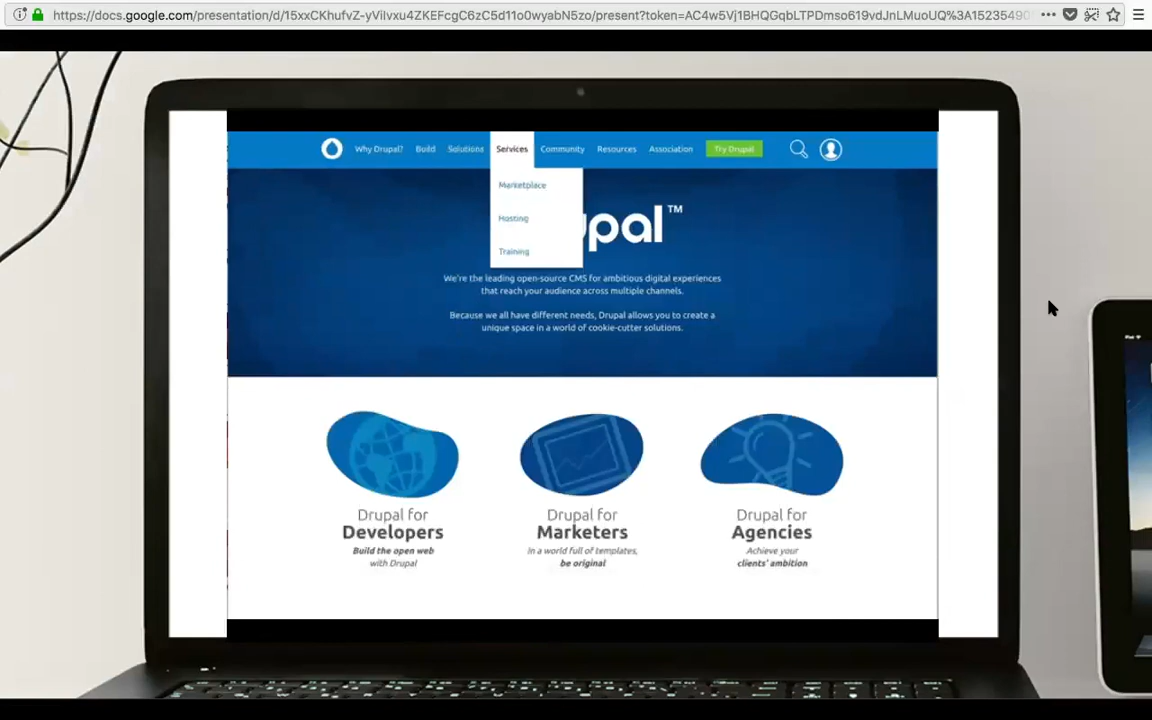 https://docs.google.com/presentation/d/15xxCKhufvZ-yViIvxu4ZKEFcgC6zC5d11o0wyabN5zo/present?token=AC4w5Vj1BHQGqbLTPDmso619vdJnLMuoUQ%3A15235490
Why Drupal? Build Solutions Services Community Resources Association Try Drupal
Marketplace
Hosting
Training
upal™
We're the leading open-source CMS for ambitious digital experiences
that reach your audience across multiple channels.
Because we all have different needs, Drupal allows you to create a
unique space in a world of cookie-cutter solutions.
Drupal for
Developers
Build the open web
with Drupal
Drupal for
Marketers
In a world full of templates,
be original
Drupal for
Agencies
Achieve your
clients' ambition
iPad